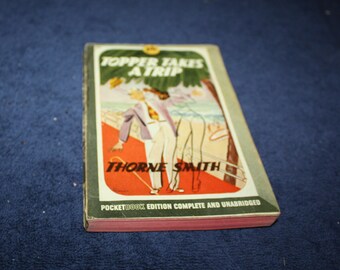 TOPPER TAKES
A TRIP
THORNE SMITH
POCKET BOOK EDITION COMPLETE AND UNABRIDGED